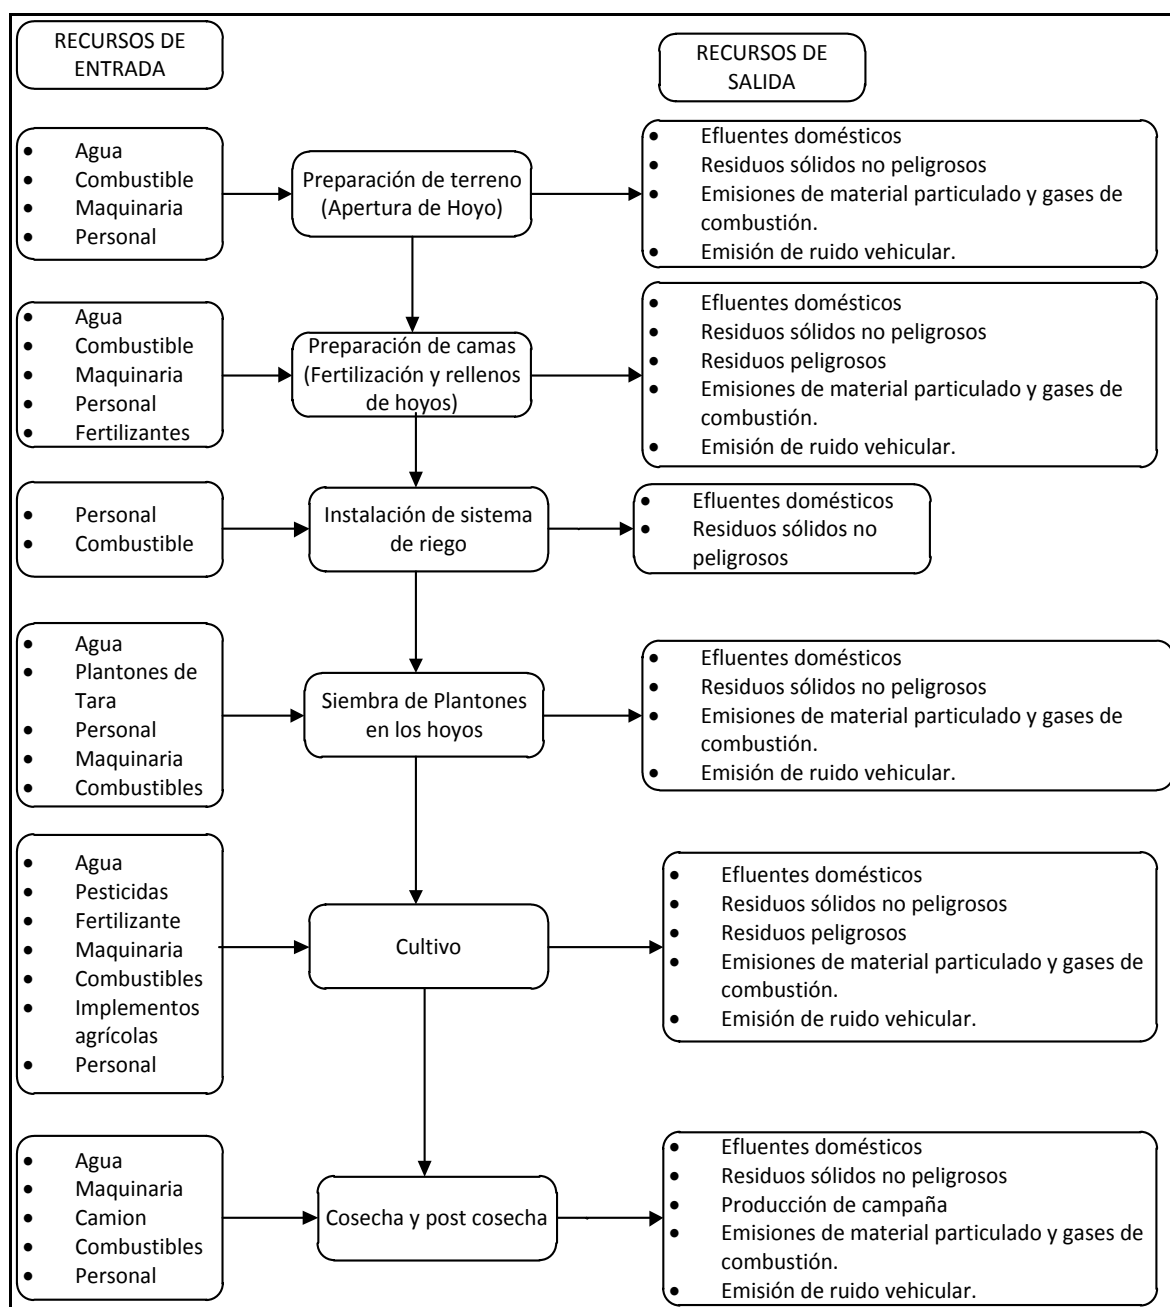 RECURSOS DE
ENTRADA
RECURSOS DE
SALIDA
• Agua
• Combustible
• Maquinaria
• Personal
Preparación de terreno
(Apertura de Hoyo)
• Efluentes domésticos
• Residuos sólidos no peligrosos
• Emisiones de material particulado y gases de
combustión.
• Emisión de ruido vehicular.
• Agua
• Combustible
• Maquinaria
• Personal
• Fertilizantes
Preparación de camas
(Fertilización y rellenos
de hoyos)
• Efluentes domésticos
• Residuos sólidos no peligrosos
• Residuos peligrosos
• Emisiones de material particulado y gases de
combustión.
• Emisión de ruido vehicular.
• Personal
• Combustible
Instalación de sistema
de riego
• Efluentes domésticos
• Residuos sólidos no
peligrosos
• Agua
• Plantones de
Tara
• Personal
• Maquinaria
• Combustibles
Siembra de Plantones
en los hoyos
• Efluentes domésticos
• Residuos sólidos no peligrosos
• Emisiones de material particulado y gases de
combustión.
• Emisión de ruido vehicular.
• Agua
• Pesticidas
• Fertilizante
• Maquinaria
• Combustibles
• Implementos
agrícolas
• Personal
Cultivo
• Efluentes domésticos
• Residuos sólidos no peligrosos
• Residuos peligrosos
• Emisiones de material particulado y gases de
combustión.
• Emisión de ruido vehicular.
• Agua
• Maquinaria
• Camion
• Combustibles
• Personal
Cosecha y post cosecha
• Efluentes domésticos
• Residuos sólidos no peligrosos
• Producción de campaña
• Emisiones de material particulado y gases de
combustión.
• Emisión de ruido vehicular.